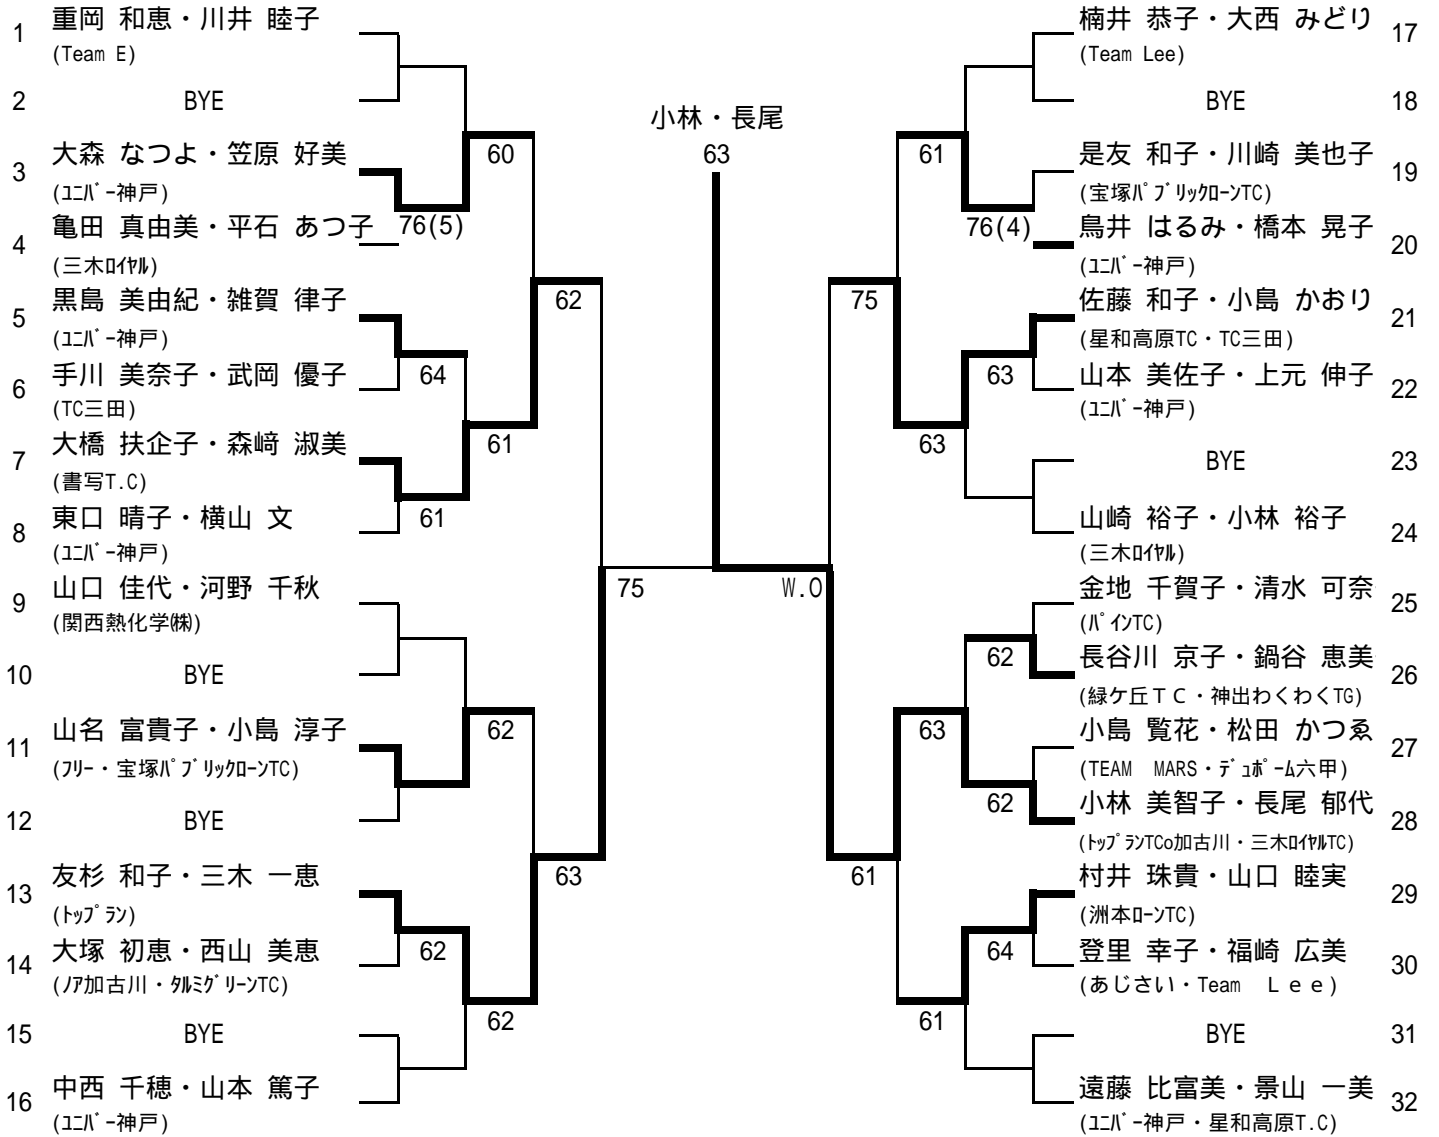 1 重岡 和恵・川井 睦子
(Team E)
2 BYE
3 大森 なつよ・笠原 好美
(ﾕﾆﾊﾞｰ神戸)
4 亀田 真由美・平石 あつ子
(三木ﾛｲﾔﾙ)
5 黒島 美由紀・雑賀 律子
(ﾕﾆﾊﾞｰ神戸)
6 手川 美奈子・武岡 優子
(TC三田)
7 大橋 扶企子・森﨑 淑美
(書写T.C)
8 東口 晴子・横山 文
(ﾕﾆﾊﾞｰ神戸)
9 山口 佳代・河野 千秋
(関西熱化学㈱)
10 BYE
11 山名 富貴子・小島 淳子
(ﾌﾘｰ・宝塚ﾊﾟﾌﾞﾘｯｸﾛｰﾝTC)
12 BYE
13 友杉 和子・三木 一恵
(ﾄｯﾌﾟﾗﾝ)
14 大塚 初恵・西山 美恵
(ﾉｱ加古川・ﾀﾙﾐｸﾞﾘｰﾝTC)
15 BYE
16 中西 千穂・山本 篤子
(ﾕﾆﾊﾞｰ神戸)
76(5)
64
61
62
60
61
62
62
62
63
75
小林・長尾
63
W.O
75
61
61
63
63
61
76(4)
63
62
62
64
楠井 恭子・大西 みどり 17
(Team Lee)
BYE 18
是友 和子・川崎 美也子 19
(宝塚ﾊﾟﾌﾞﾘｯｸﾛｰﾝTC)
鳥井 はるみ・橋本 晃子 20
(ﾕﾆﾊﾞｰ神戸)
佐藤 和子・小島 かおり 21
(星和高原TC・TC三田)
山本 美佐子・上元 伸子 22
(ﾕﾆﾊﾞｰ神戸)
BYE 23
山崎 裕子・小林 裕子 24
(三木ﾛｲﾔﾙ)
金地 千賀子・清水 可奈 25
(ﾊﾟｲﾝTC)
長谷川 京子・鍋谷 恵美 26
(緑ケ丘ＴＣ・神出わくわくTG)
小島 覧花・松田 かつゑ 27
(TEAM　MARS・ﾃﾞｭﾎﾟｰﾑ六甲)
小林 美智子・長尾 郁代 28
(ﾄｯﾌﾟﾗﾝTCo加古川・三木ﾛｲﾔﾙTC)
村井 珠貴・山口 睦実 29
(洲本ﾛｰﾝTC)
登里 幸子・福崎 広美 30
(あじさい・Team　Ｌｅｅ)
BYE 31
遠藤 比富美・景山 一美 32
(ﾕﾆﾊﾞｰ神戸・星和高原T.C)